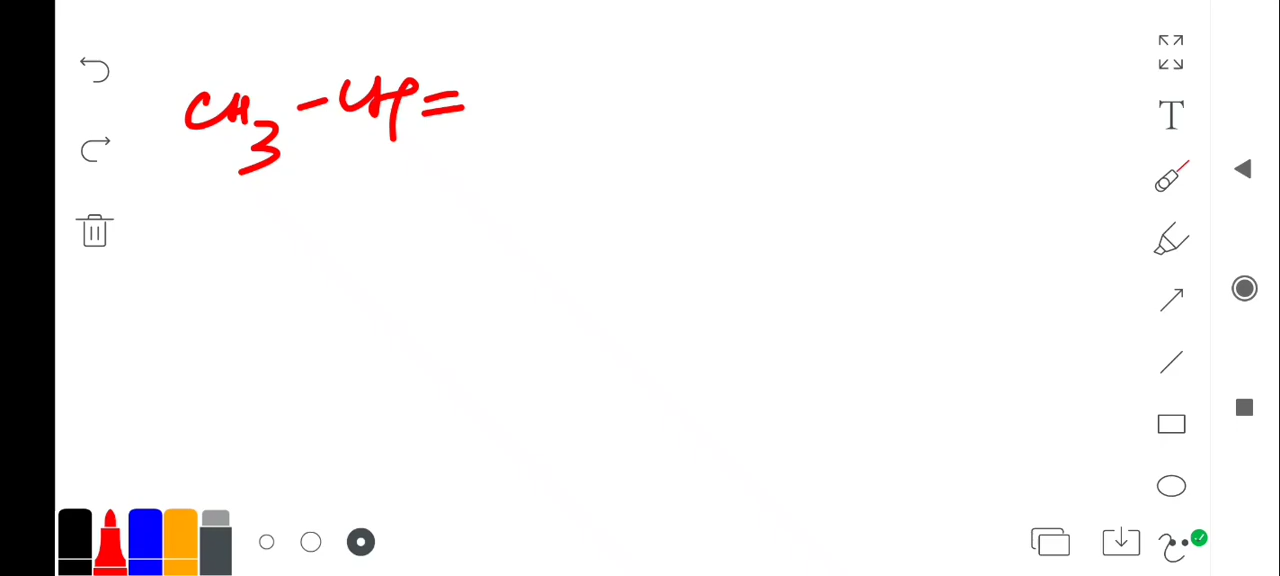 CH₃ - CH =